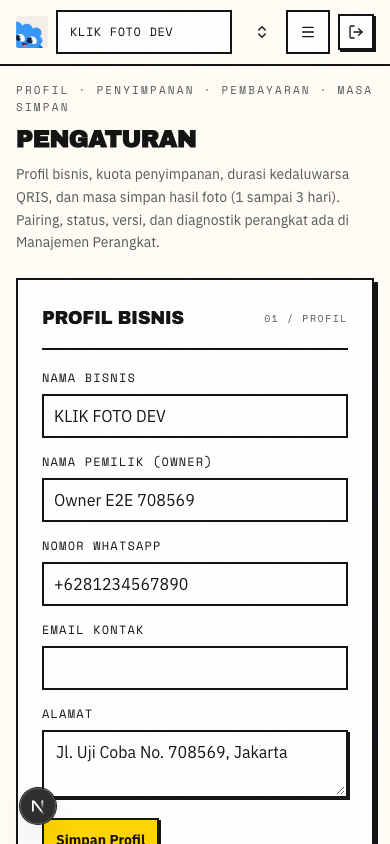 KLIK FOTO DEV
PROFIL · PENYIMPANAN · PEMBAYARAN · MASA
SIMPAN
PENGATURAN
Profil bisnis, kuota penyimpanan, durasi kedaluwarsa
QRIS, dan masa simpan hasil foto (1 sampai 3 hari).
Pairing, status, versi, dan diagnostik perangkat ada di
Manajemen Perangkat.
PROFIL BISNIS
01 / PROFIL
NAMA BISNIS
KLIK FOTO DEV
NAMA PEMILIK (OWNER)
Owner E2E 708569
NOMOR WHATSAPP
+6281234567890
EMAIL KONTAK
ALAMAT
Jl. Uji Coba No. 708569, Jakarta
N
Simpan Profil